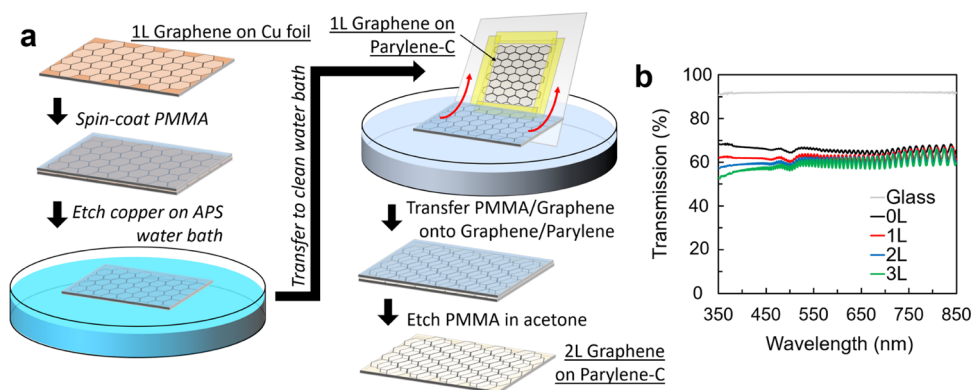 a
1L Graphene on Cu foil
Spin-coat PMMA
Etch copper on APS
water bath
Transfer to clean water bath
1L Graphene on
Parylene-C
Transfer PMMA/Graphene
onto Graphene/Parylene
Etch PMMA in acetone
2L Graphene
on Parylene-C
b
Transmission (%)
100
80
60
40
20
0
Glass
0L
1L
2L
3L
350 450 550 650 750 850
Wavelength (nm)